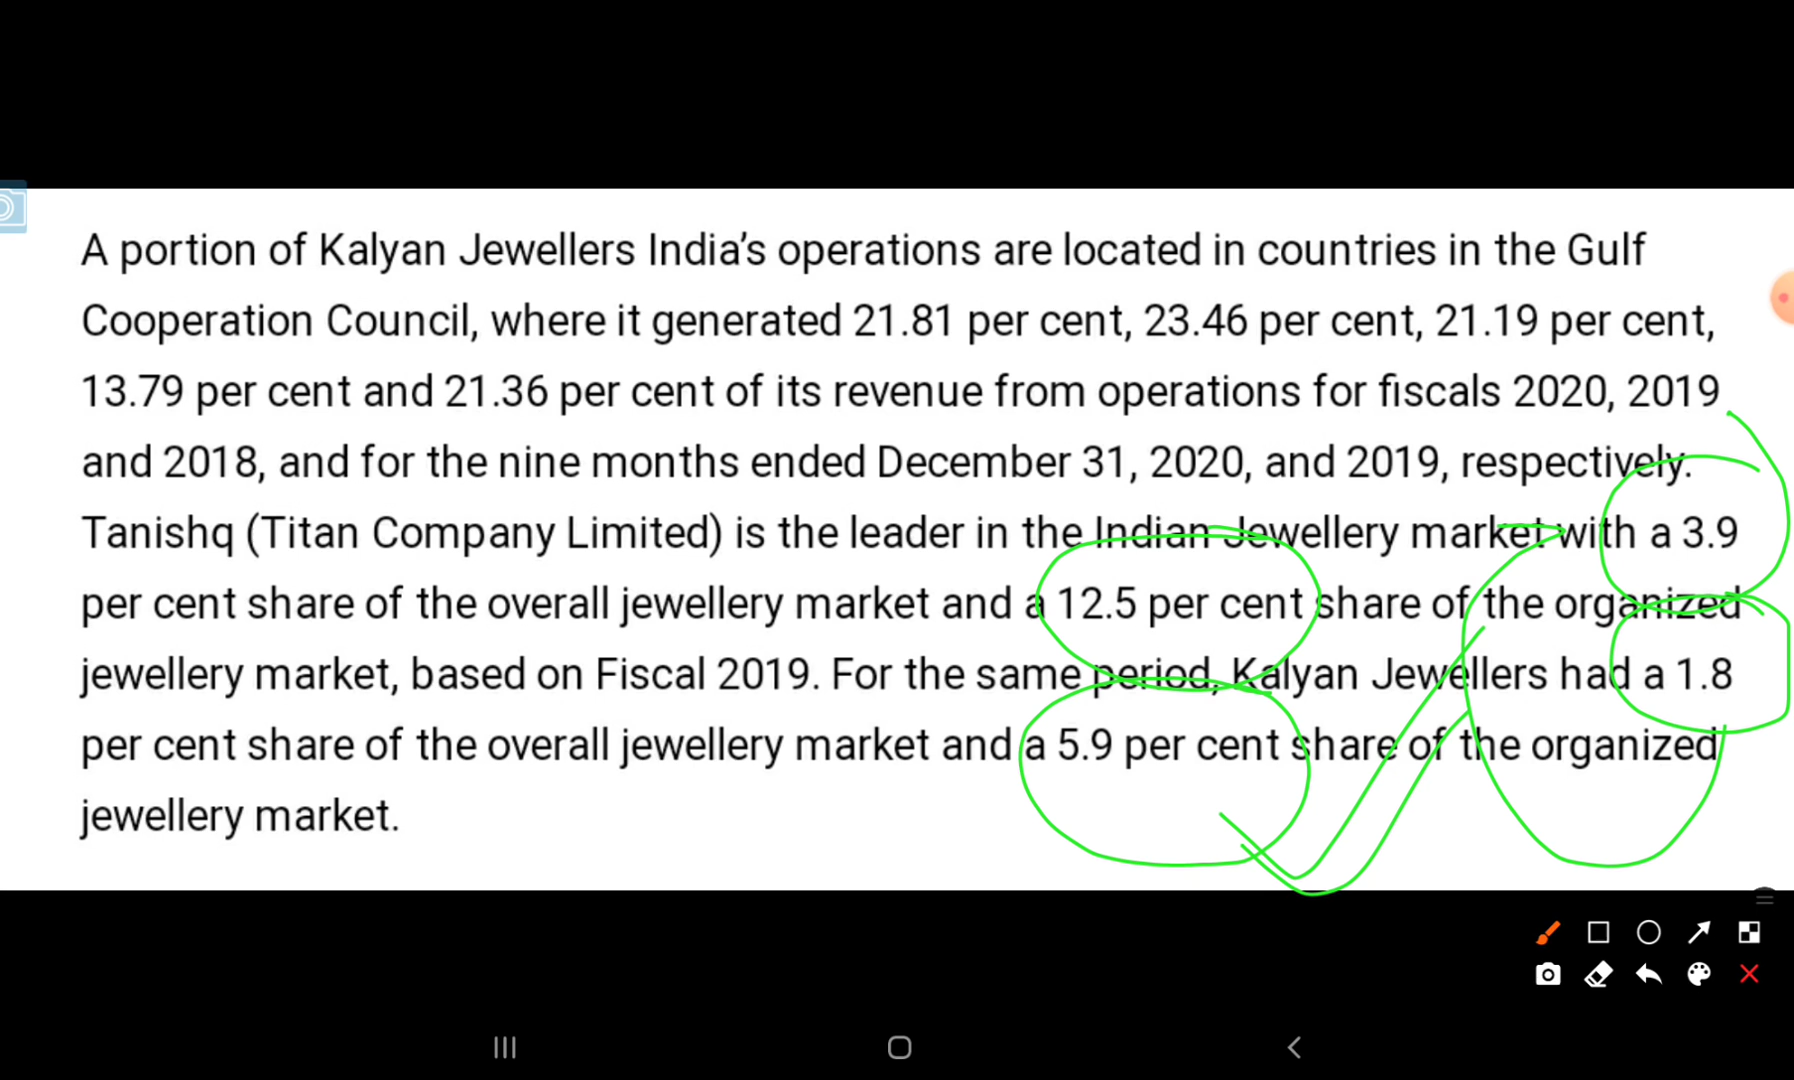 A portion of Kalyan Jewellers India’s operations are located in countries in the Gulf
Cooperation Council, where it generated 21.81 per cent, 23.46 per cent, 21.19 per cent,
13.79 per cent and 21.36 per cent of its revenue from operations for fiscals 2020, 2019
and 2018, and for the nine months ended December 31, 2020, and 2019, respectively.
Tanishq (Titan Company Limited) is the leader in the Indian Jewellery market with a 3.9
per cent share of the overall jewellery market and a 12.5 per cent share of the organized
jewellery market, based on Fiscal 2019. For the same period, Kalyan Jewellers had a 1.8
per cent share of the overall jewellery market and a 5.9 per cent share of the organized
jewellery market.